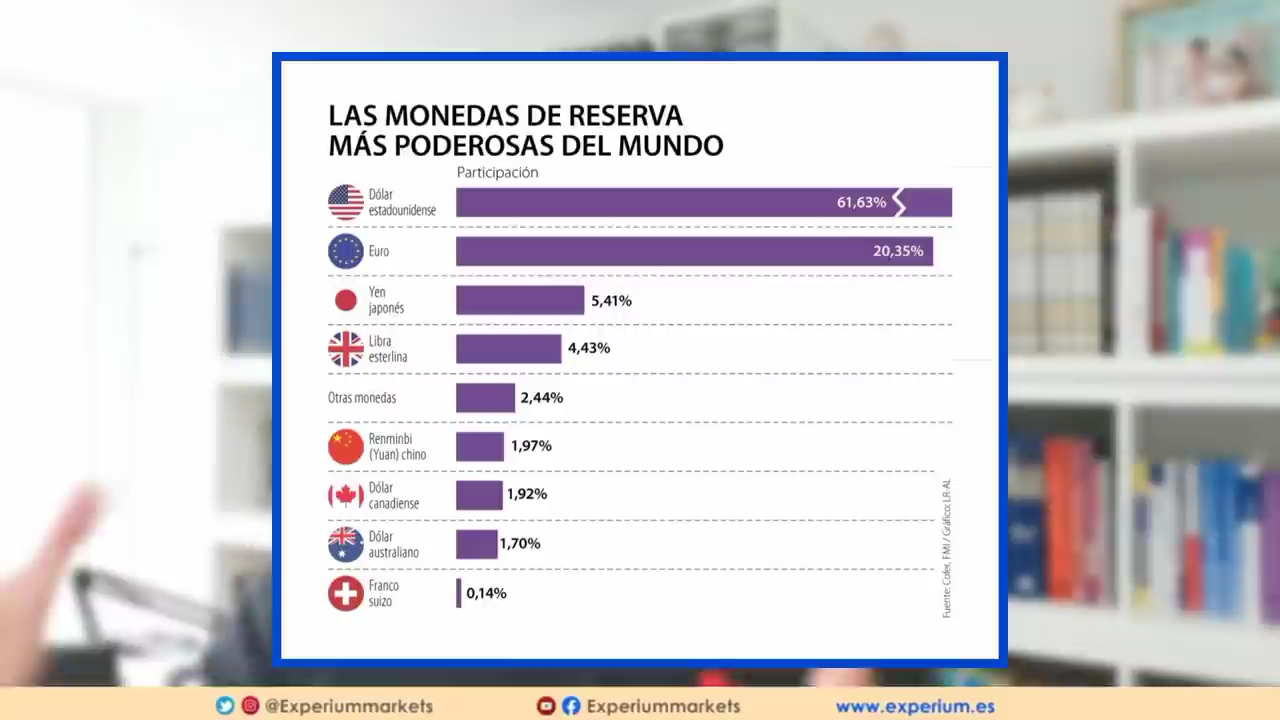 LAS MONEDAS DE RESERVA
MÁS PODEROSAS DEL MUNDO
Participación
Dólar
estadounidense
61,63%
Euro
20,35%
Yen
japonés
5,41%
Libra
esterlina
4,43%
Otras monedas
2,44%
Renminbi
(Yuan) chino
1,97%
Dólar
canadiense
1,92%
Dólar
australiano
1,70%
Franco
suizo
0,14%
Fuente: Cofer, FMI / Gráfico: LR-AL
@Experiummarkets
Experiummarkets
www.experium.es